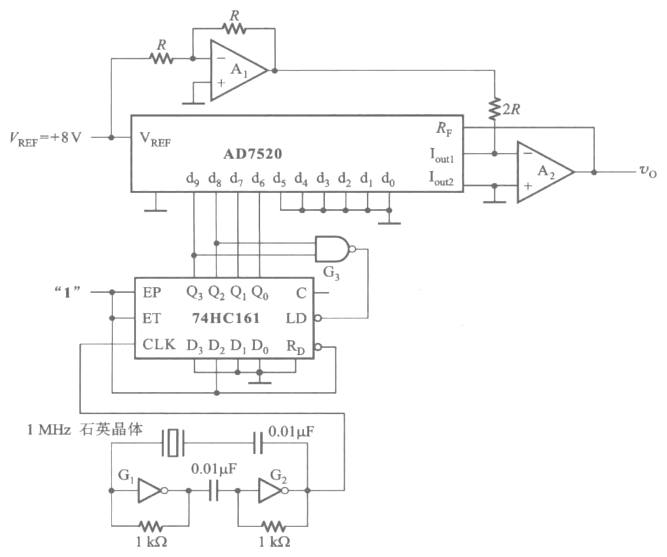 R
R
A1
2R
VREF=+8V
VREF
AD7520
RF
Iout1
Iout2
A2
vO
d9 d8 d7 d6 d5 d4 d3 d2 d1 d0
G3
"1"
EP Q3 Q2 Q1 Q0 C
ET 74HC161 LD
CLK D3 D2 D1 D0 RD
1 MHz 石英晶体
0.01μF
G1
0.01μF
G2
1 kΩ
1 kΩ